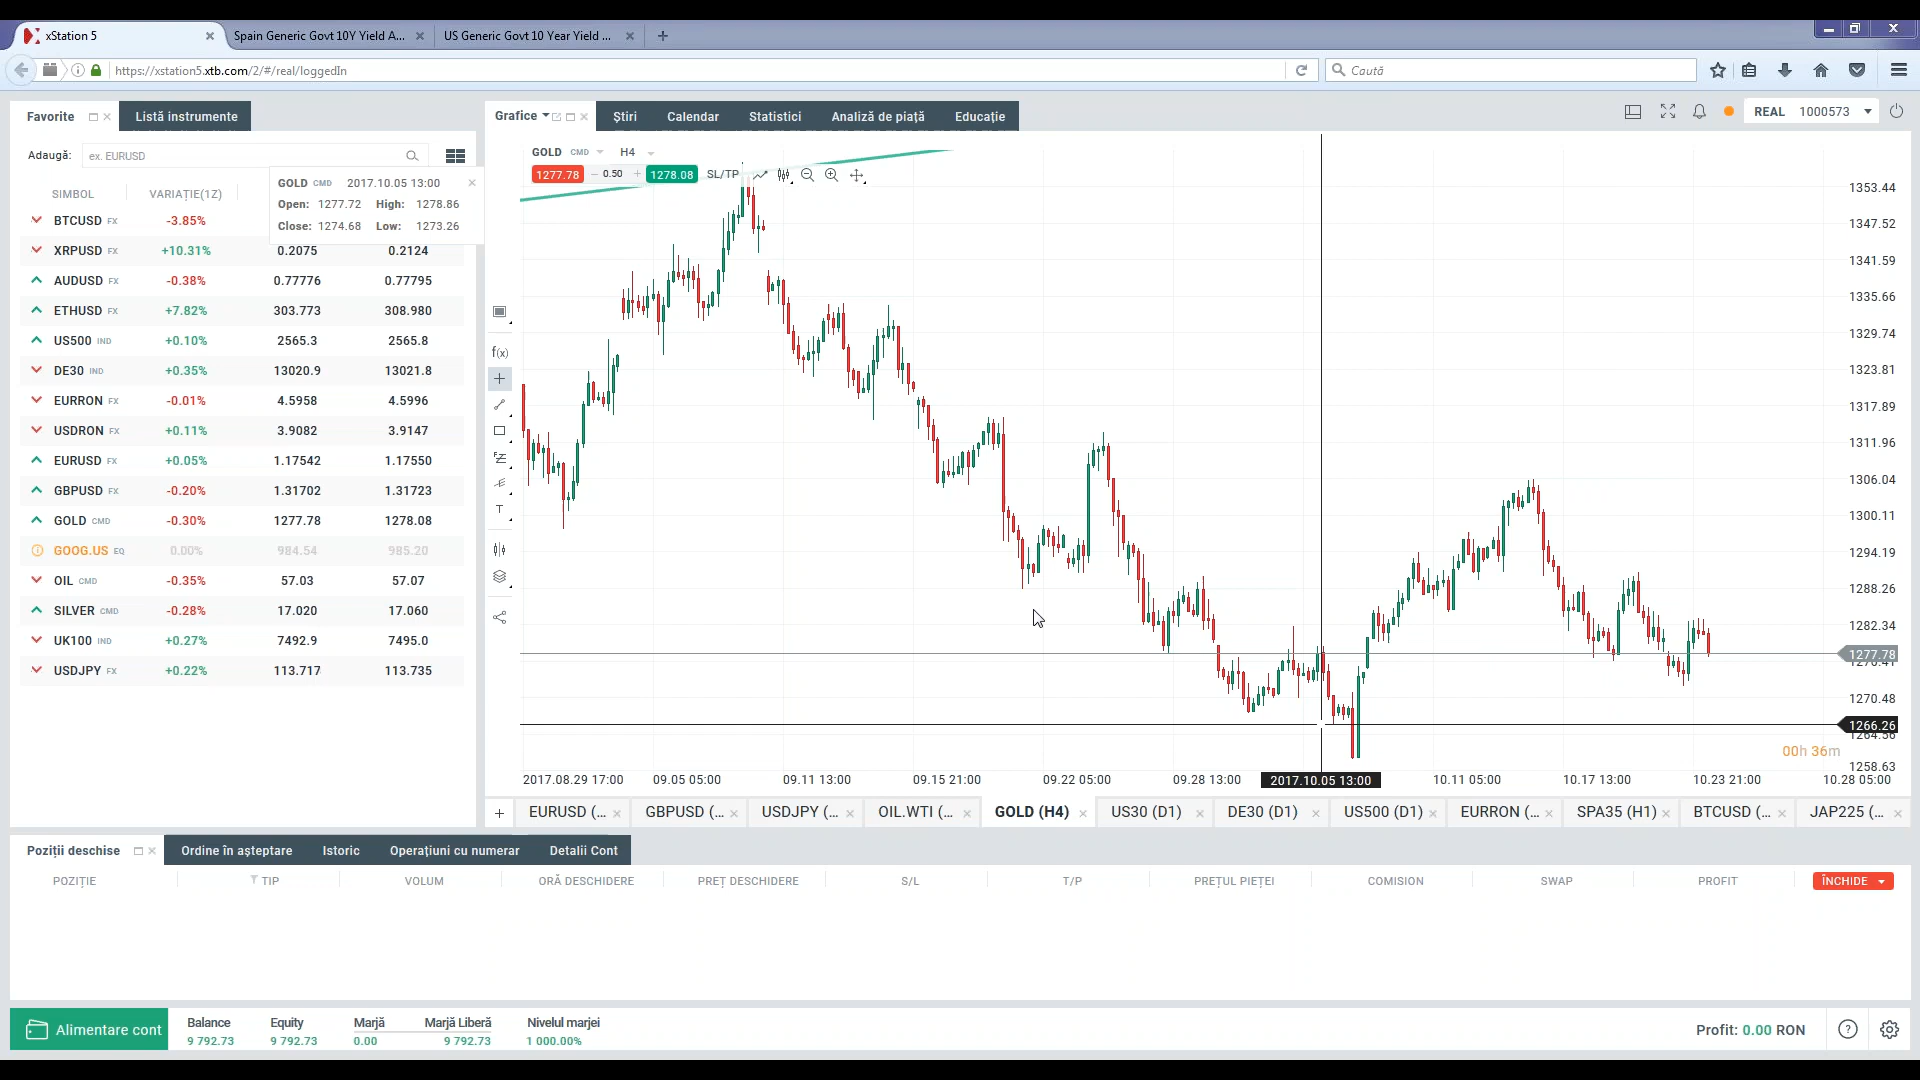 xStation 5
Spain Generic Govt 10Y Yield A...
US Generic Govt 10 Year Yield ...
https://xstation5.xtb.com/2/#/real/loggedIn
Caută
Favorite
Listă instrumente
Grafice
Știri
Calendar
Statistici
Analiză de piață
Educație
REAL 1000573
Adaugă:
ex. EURUSD
SIMBOL
VARIAȚIE(1Z)
GOLD CMD 2017.10.05 13:00
Open: 1277.72 High: 1278.86
Close: 1274.68 Low: 1273.26
BTCUSD FX -3.85%
XRPUSD FX +10.31% 0.2075 0.2124
AUDUSD FX -0.38% 0.77776 0.77795
ETHUSD FX +7.82% 303.773 308.980
US500 IND +0.10% 2565.3 2565.8
DE30 IND +0.35% 13020.9 13021.8
EURRON FX -0.01% 4.5958 4.5996
USDRON FX +0.11% 3.9082 3.9147
EURUSD FX +0.05% 1.17542 1.17550
GBPUSD FX -0.20% 1.31702 1.31723
GOLD CMD -0.30% 1277.78 1278.08
GOOG.US EQ 0.00% 984.54 985.20
OIL CMD -0.35% 57.03 57.07
SILVER CMD -0.28% 17.020 17.060
UK100 IND +0.27% 7492.9 7495.0
USDJPY FX +0.22% 113.717 113.735
GOLD CMD H4
1277.78 − 0.50 + 1278.08 SL/TP
f(x)
T
1353.44
1347.52
1341.59
1335.66
1329.74
1323.81
1317.89
1311.96
1306.04
1300.11
1294.19
1288.26
1282.34
1277.78
1270.48
1266.26
00h 36m
1258.63
2017.08.29 17:00
09.05 05:00
09.11 13:00
09.15 21:00
09.22 05:00
09.28 13:00
2017.10.05 13:00
10.11 05:00
10.17 13:00
10.23 21:00
10.28 05:00
EURUSD (...
GBPUSD (...
USDJPY (...
OIL.WTI (...
GOLD (H4)
US30 (D1)
DE30 (D1)
US500 (D1)
EURRON (...
SPA35 (H1)
BTCUSD (...
JAP225 (...
Poziții deschise
Ordine în așteptare
Istoric
Operațiuni cu numerar
Detalii Cont
POZIȚIE
TIP
VOLUM
ORĂ DESCHIDERE
PREȚ DESCHIDERE
S/L
T/P
PREȚUL PIEȚEI
COMISION
SWAP
PROFIT
ÎNCHIDE
Alimentare cont
Balance
9 792.73
Equity
9 792.73
Marjă
0.00
Marjă Liberă
9 792.73
Nivelul marjei
1 000.00%
Profit: 0.00 RON